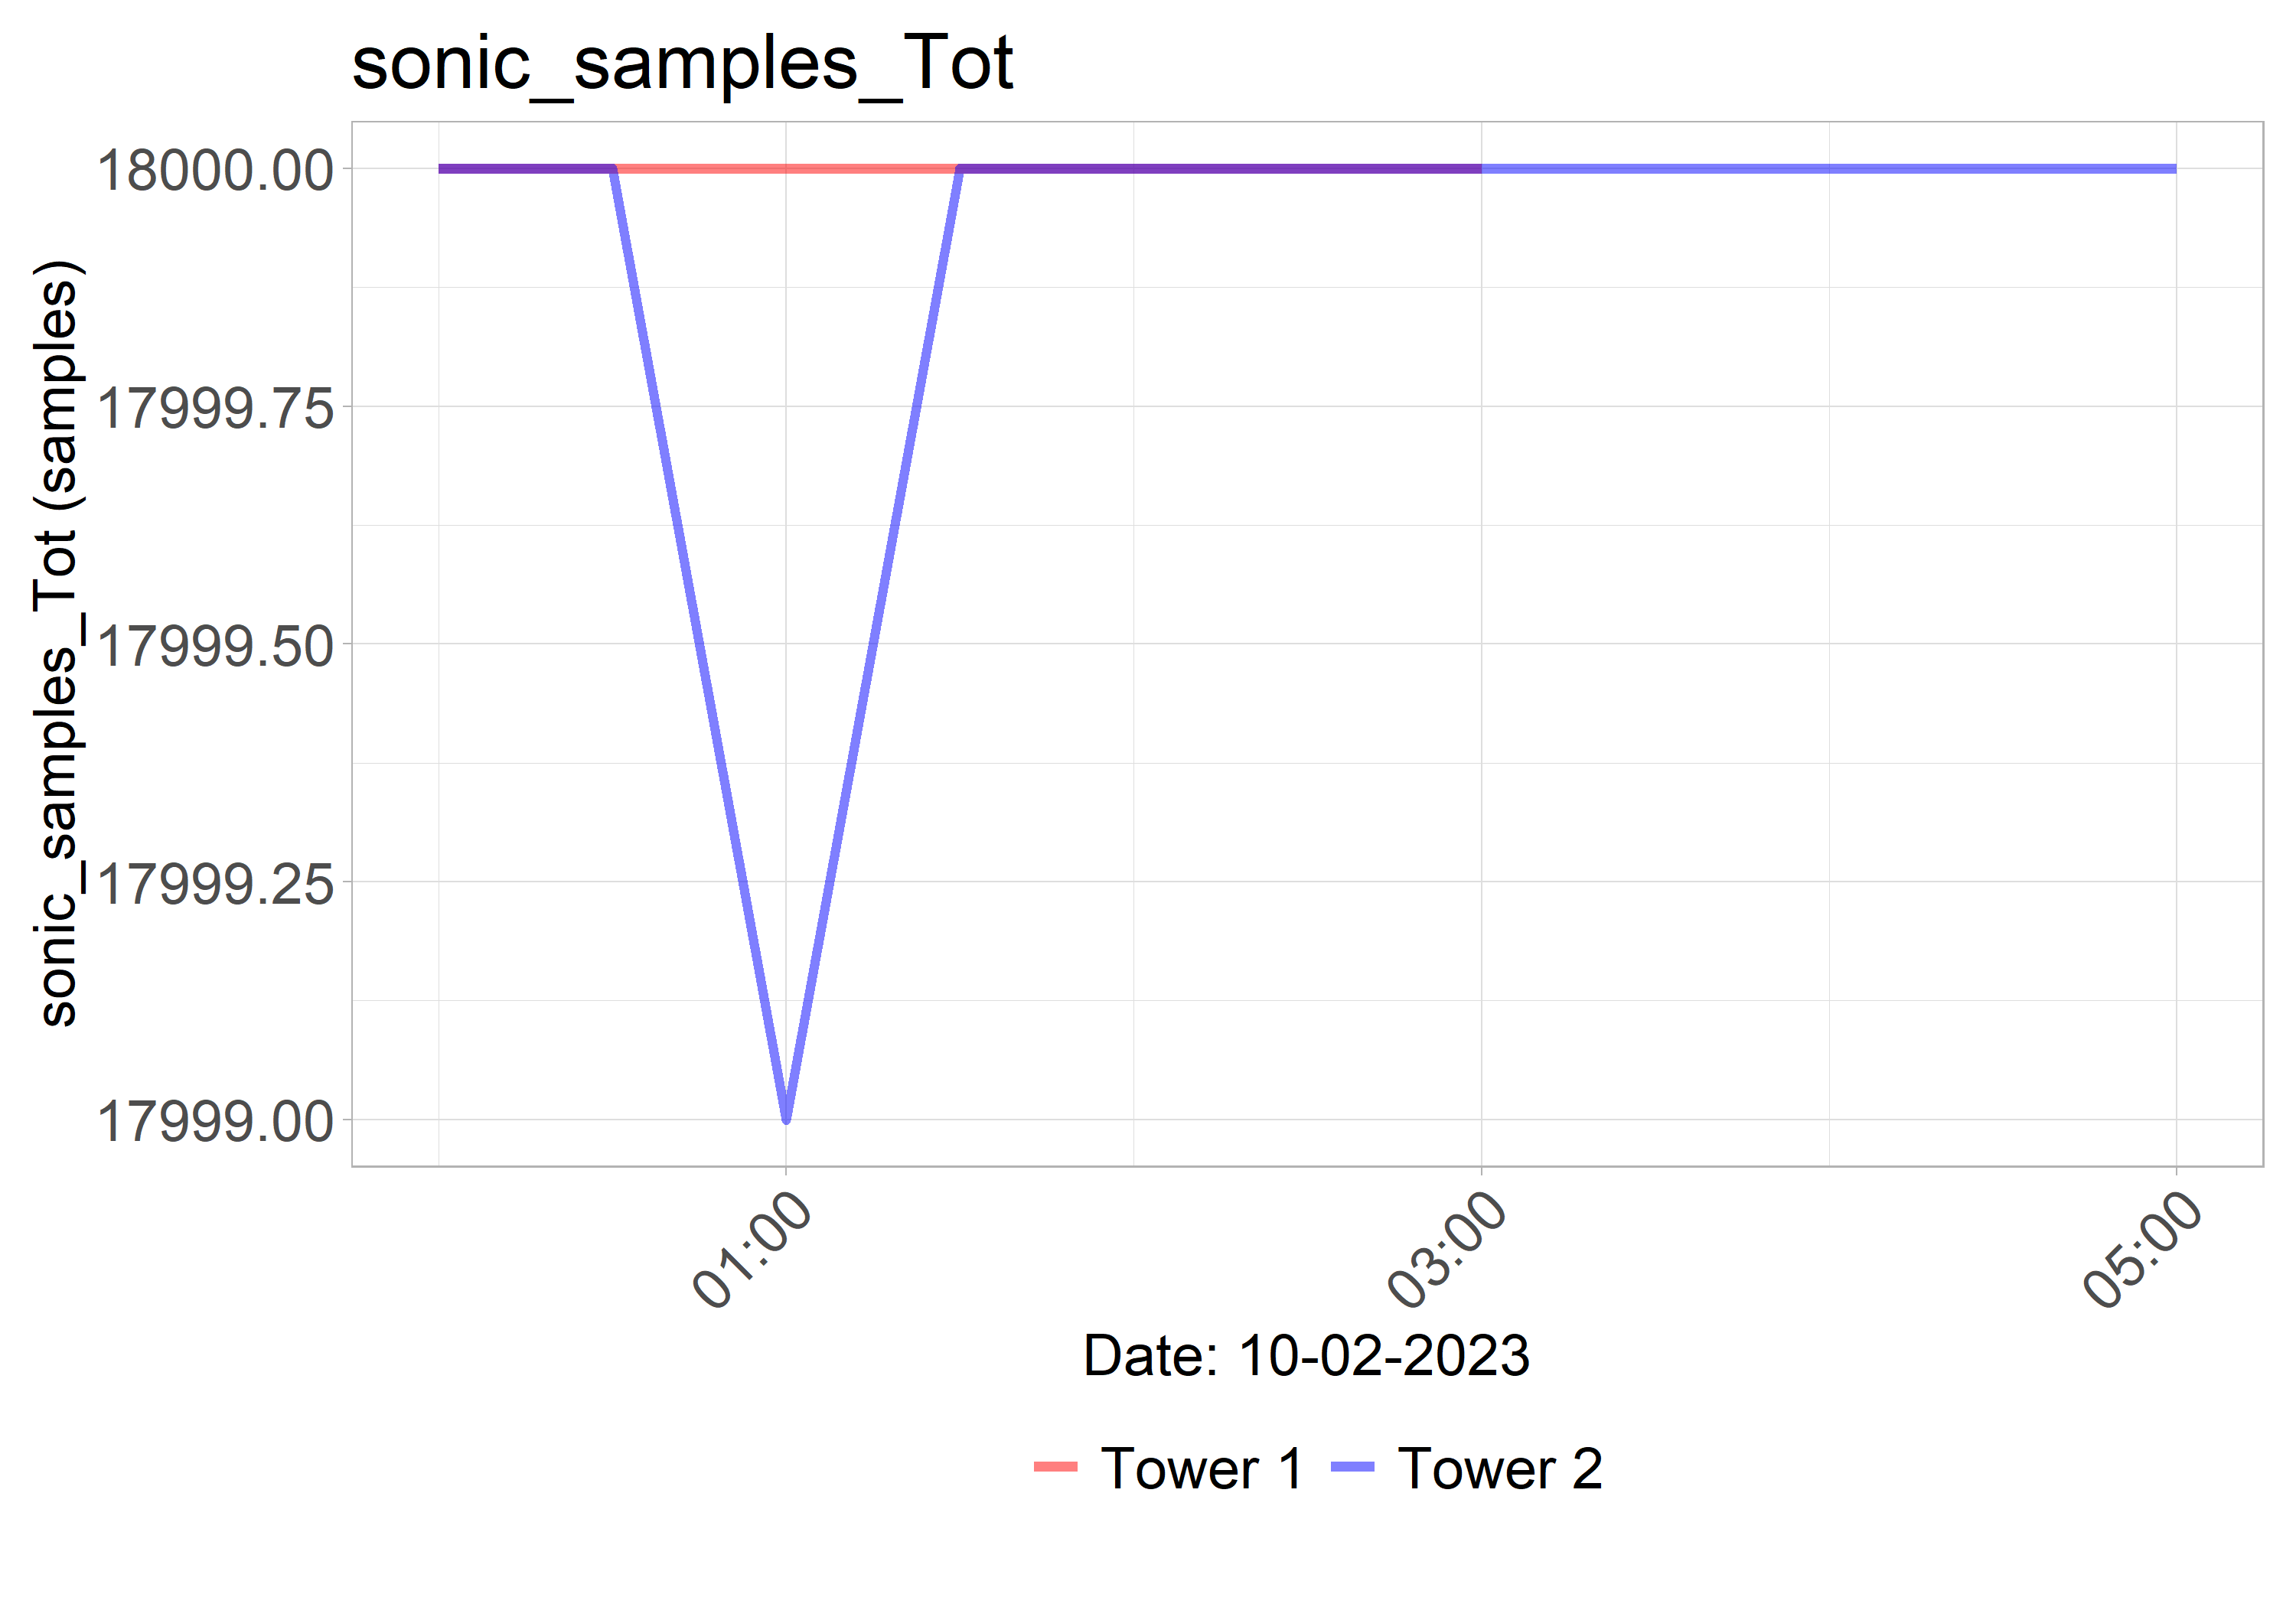 sonic_samples_Tot
sonic_samples_Tot (samples)
18000.00
17999.75
17999.50
17999.25
17999.00
01:00
03:00
05:00
Date: 10-02-2023
Tower 1
Tower 2